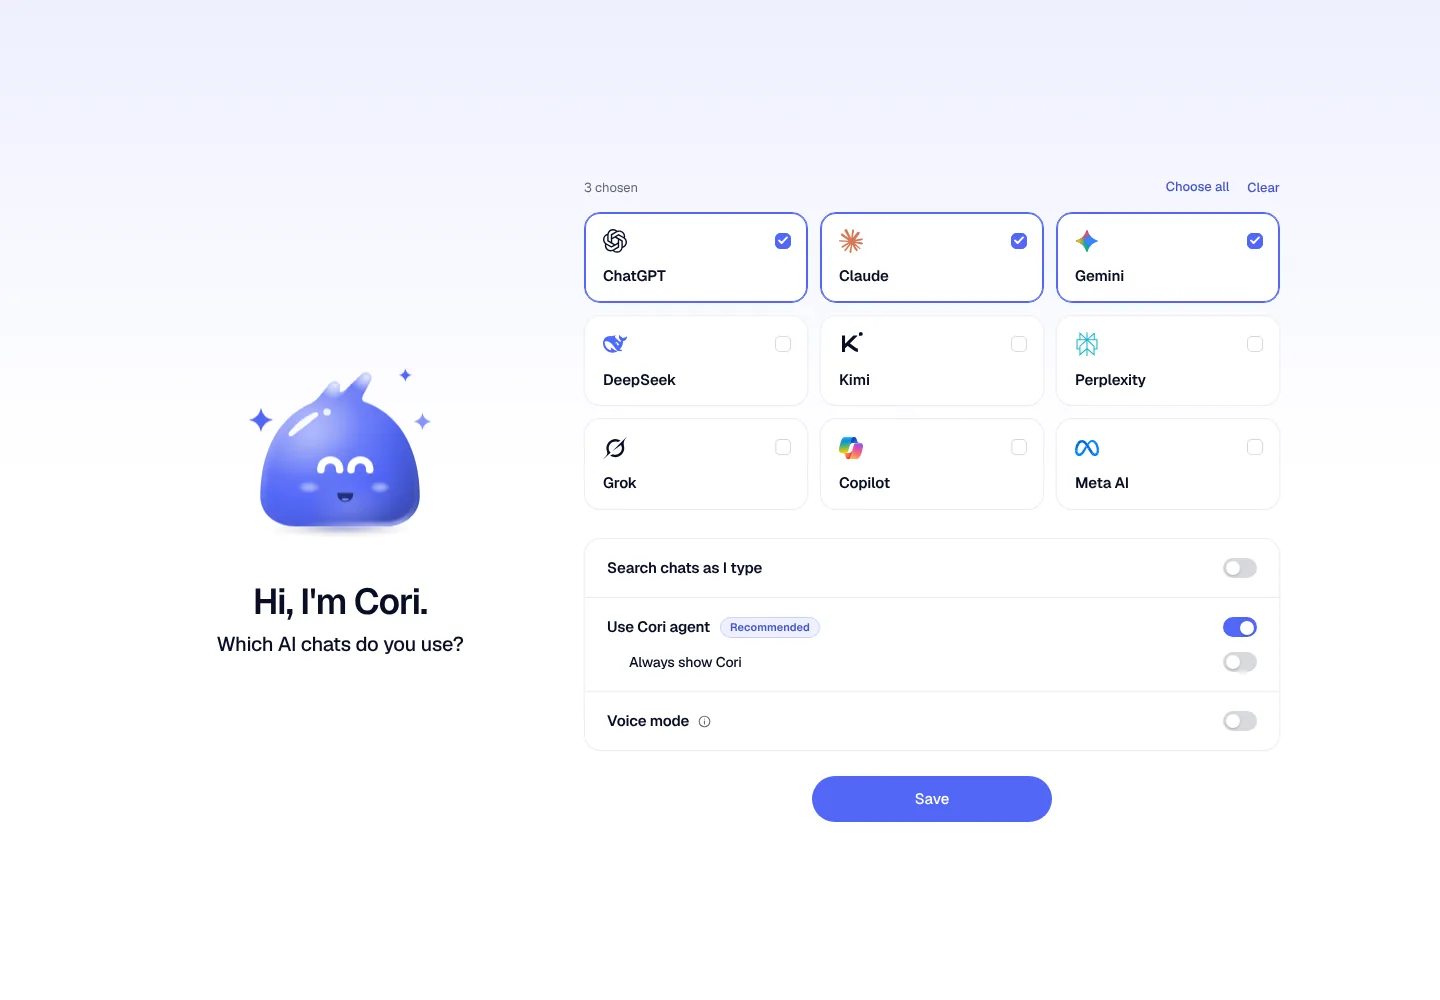 3 chosen
Choose all
Clear
ChatGPT
Claude
Gemini
DeepSeek
Kimi
Perplexity
Grok
Copilot
Meta AI
Hi, I'm Cori.
Which AI chats do you use?
Search chats as I type
Use Cori agent
Recommended
Always show Cori
Voice mode
Save